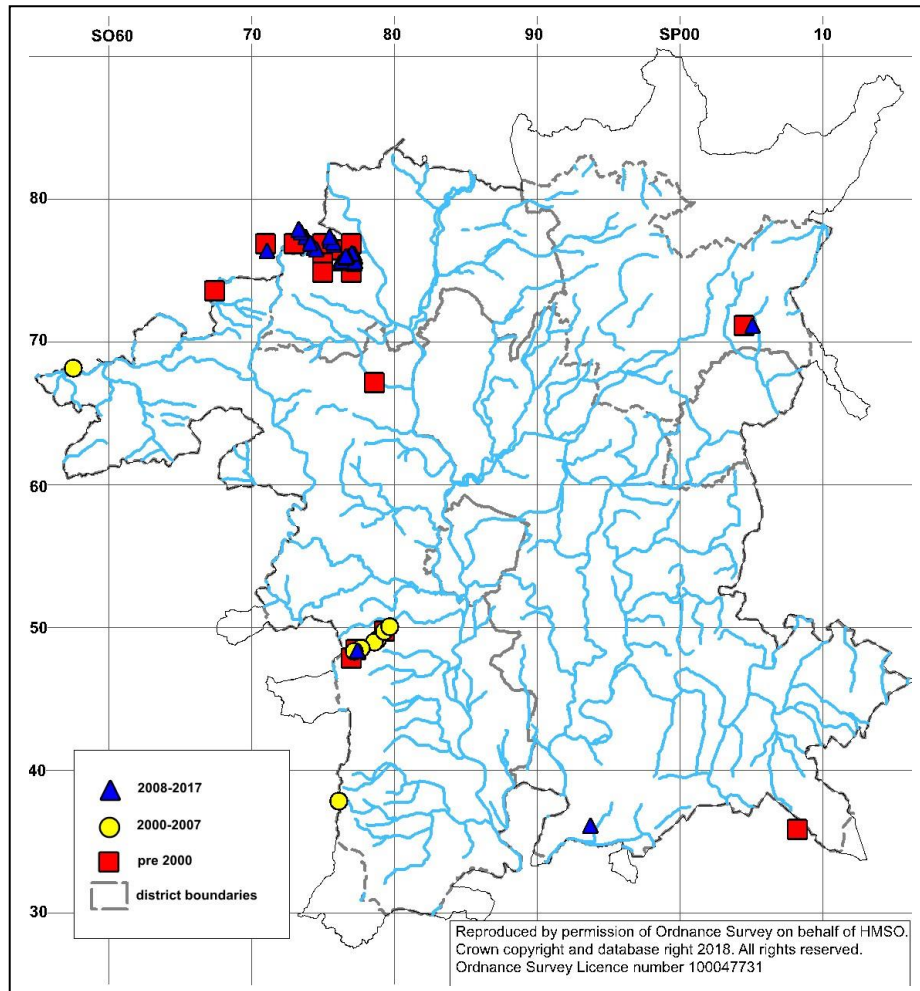 SO60 70 80 90 SP00 10
80
70
60
50
40
30
2008-2017
2000-2007
pre 2000
district boundaries
Reproduced by permission of Ordnance Survey on behalf of HMSO.
Crown copyright and database right 2018. All rights reserved.
Ordnance Survey Licence number 100047731